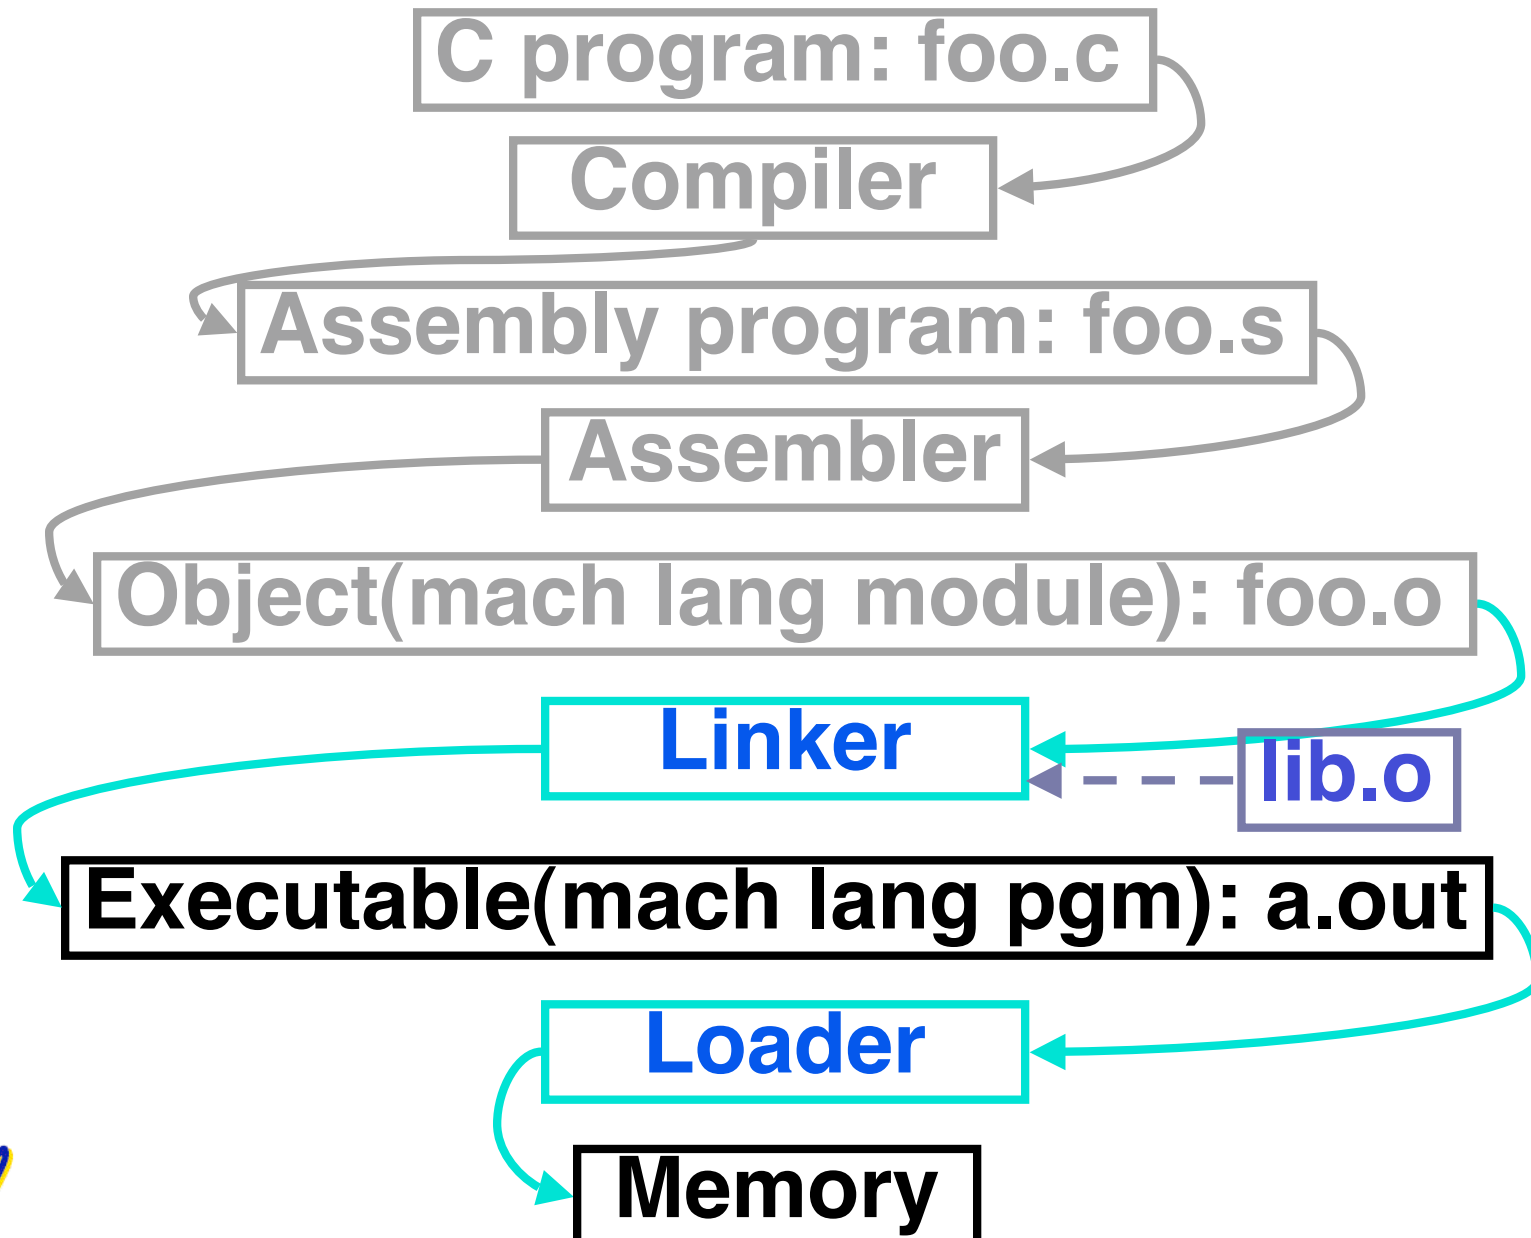 C program: foo.c
Compiler
Assembly program: foo.s
Assembler
Object(mach lang module): foo.o
Linker
lib.o
Executable(mach lang pgm): a.out
Loader
Memory